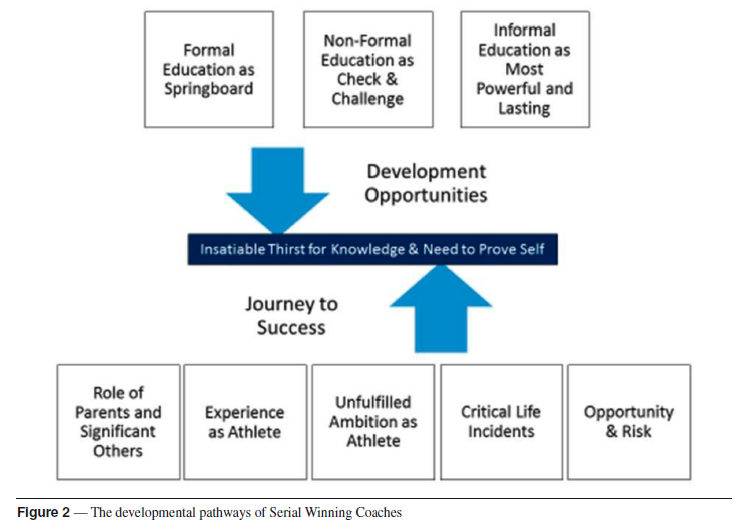 Formal
Education as
Springboard
Non-Formal
Education as
Check &
Challenge
Informal
Education as
Most
Powerful and
Lasting
Development
Opportunities
Insatiable Thirst for Knowledge & Need to Prove Self
Journey to
Success
Role of
Parents and
Significant
Others
Experience
as Athlete
Unfulfilled
Ambition as
Athlete
Critical Life
Incidents
Opportunity
& Risk
Figure 2 — The developmental pathways of Serial Winning Coaches